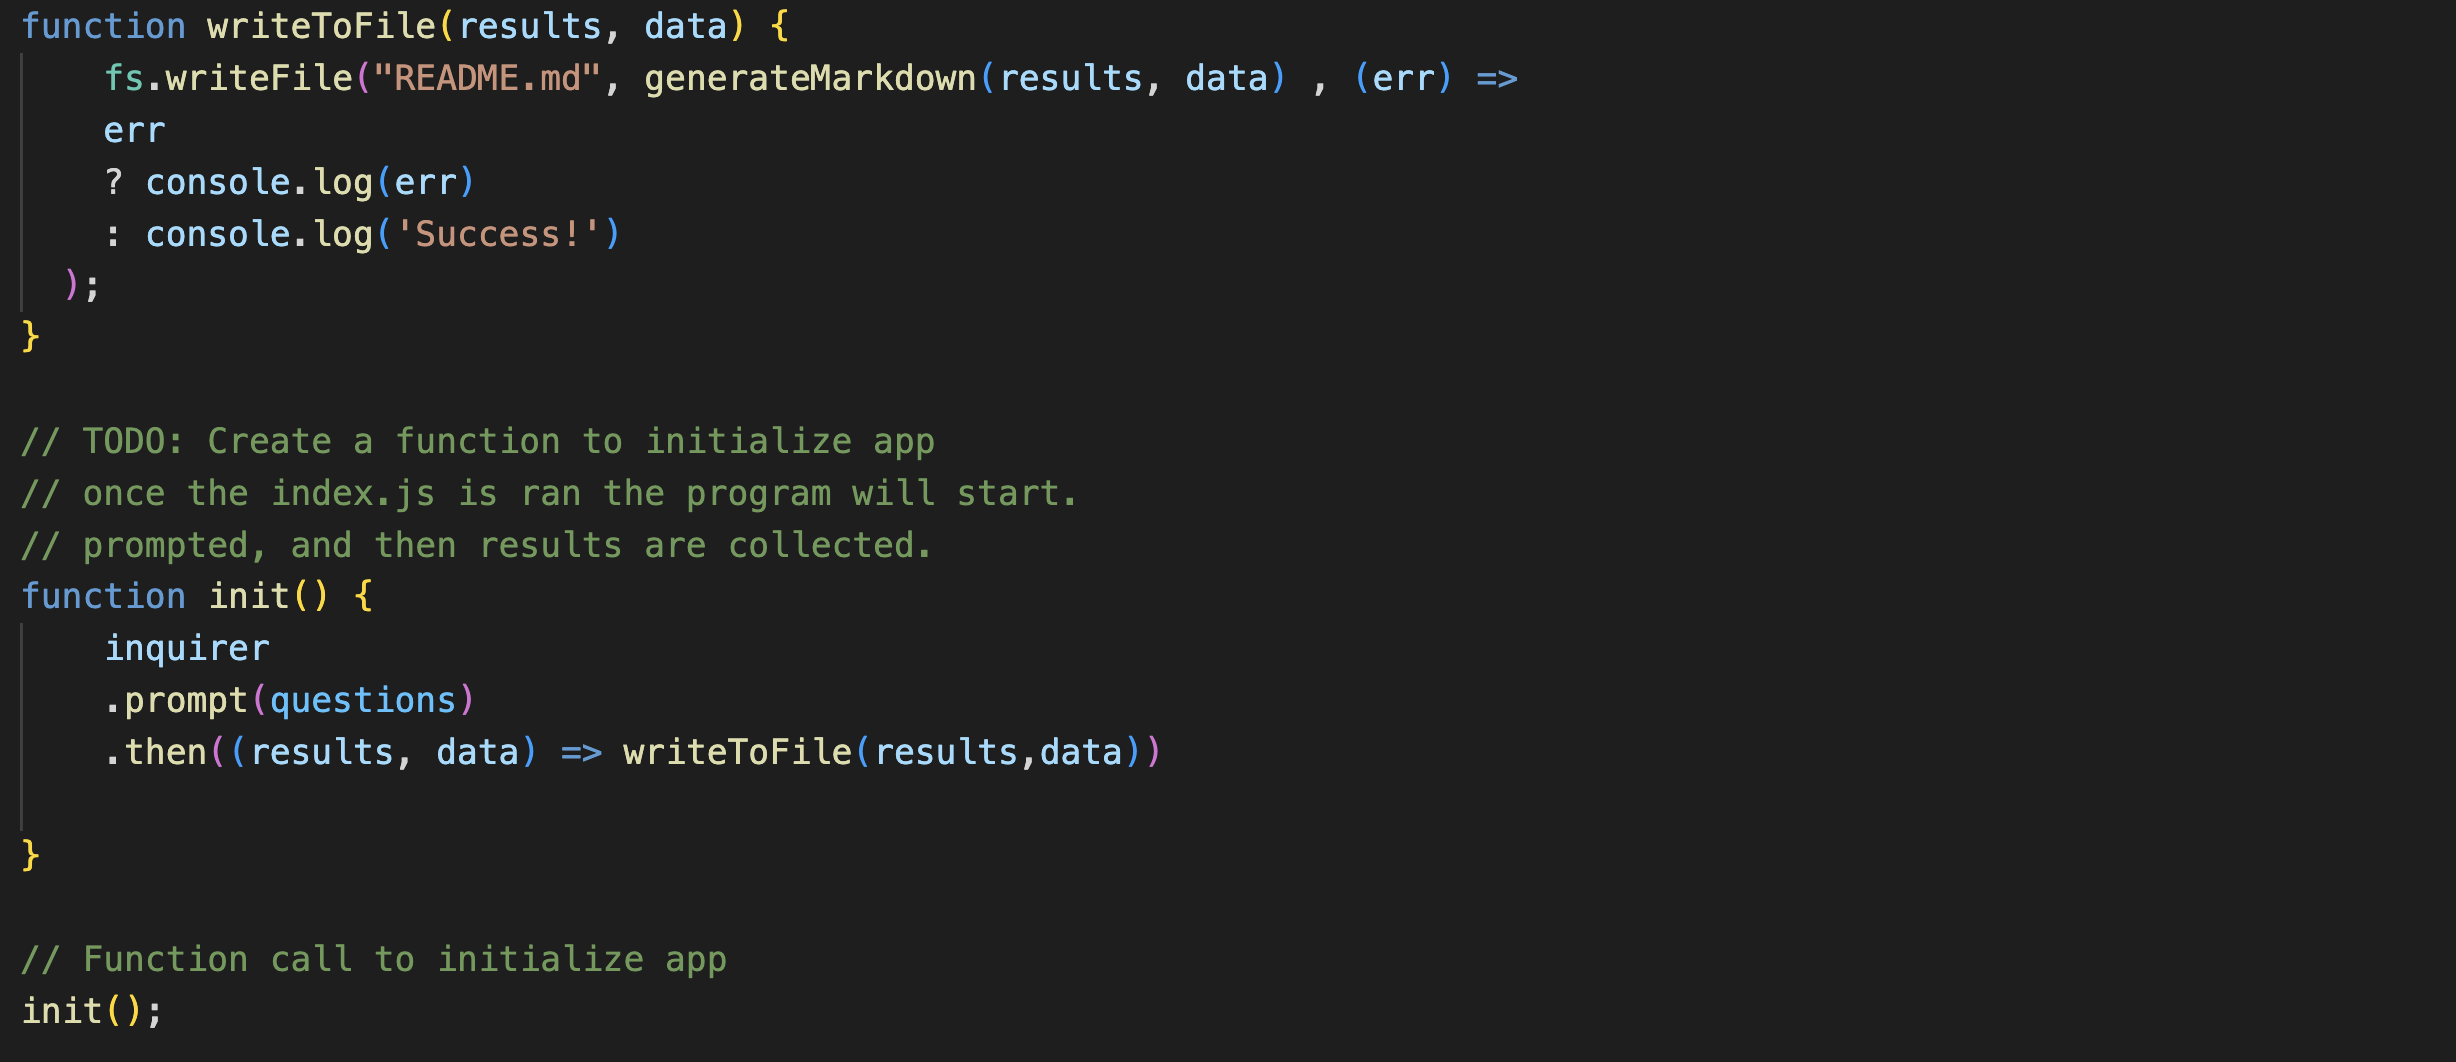 function writeToFile(results, data) {
    fs.writeFile("README.md", generateMarkdown(results, data) , (err) =>
    err
    ? console.log(err)
    : console.log('Success!')
  );
}

// TODO: Create a function to initialize app
// once the index.js is ran the program will start.
// prompted, and then results are collected.
function init() {
    inquirer
    .prompt(questions)
    .then((results, data) => writeToFile(results,data))

}

// Function call to initialize app
init();